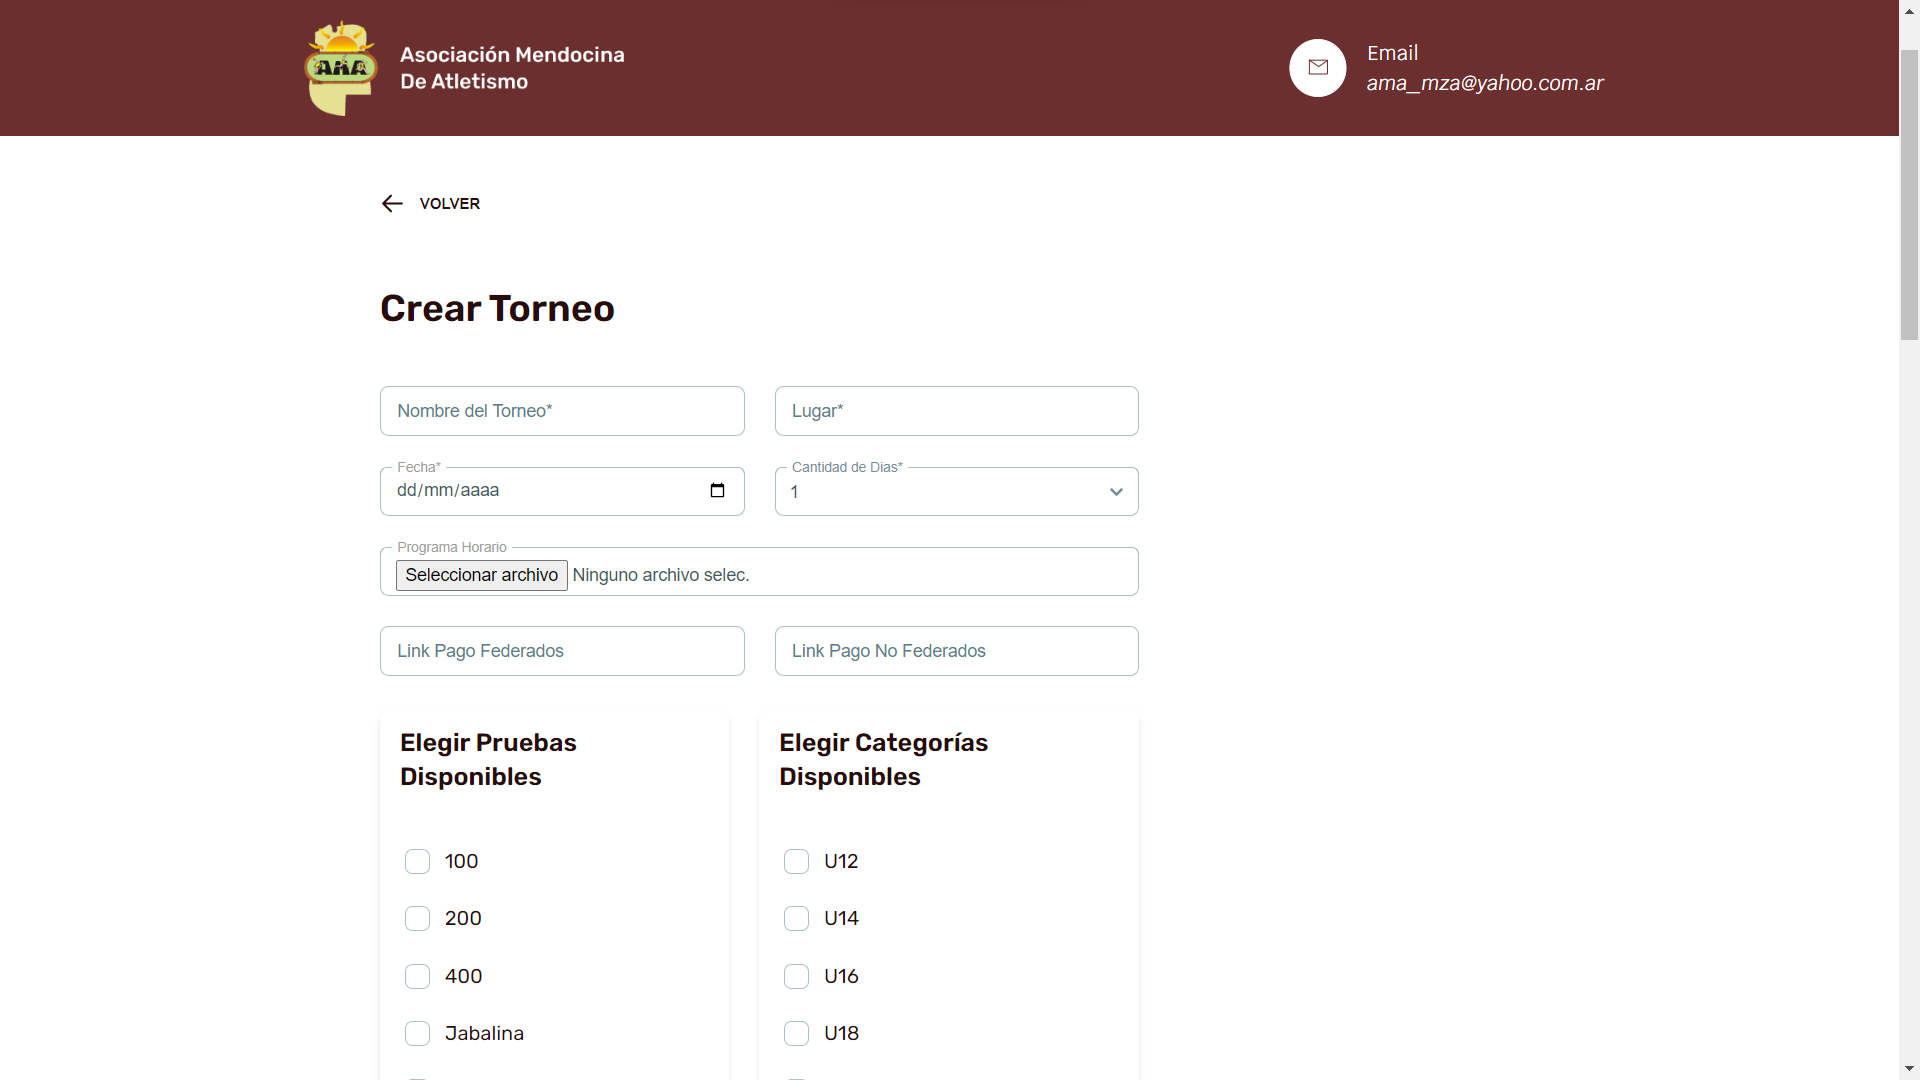 AMA
Asociación Mendocina
De Atletismo
Email
ama_mza@yahoo.com.ar
VOLVER
Crear Torneo
Nombre del Torneo*
Lugar*
Fecha*
dd/mm/aaaa
Cantidad de Dias*
1
Programa Horario
Seleccionar archivo Ninguno archivo selec.
Link Pago Federados
Link Pago No Federados
Elegir Pruebas
Disponibles
100
200
400
Jabalina
Elegir Categorías
Disponibles
U12
U14
U16
U18